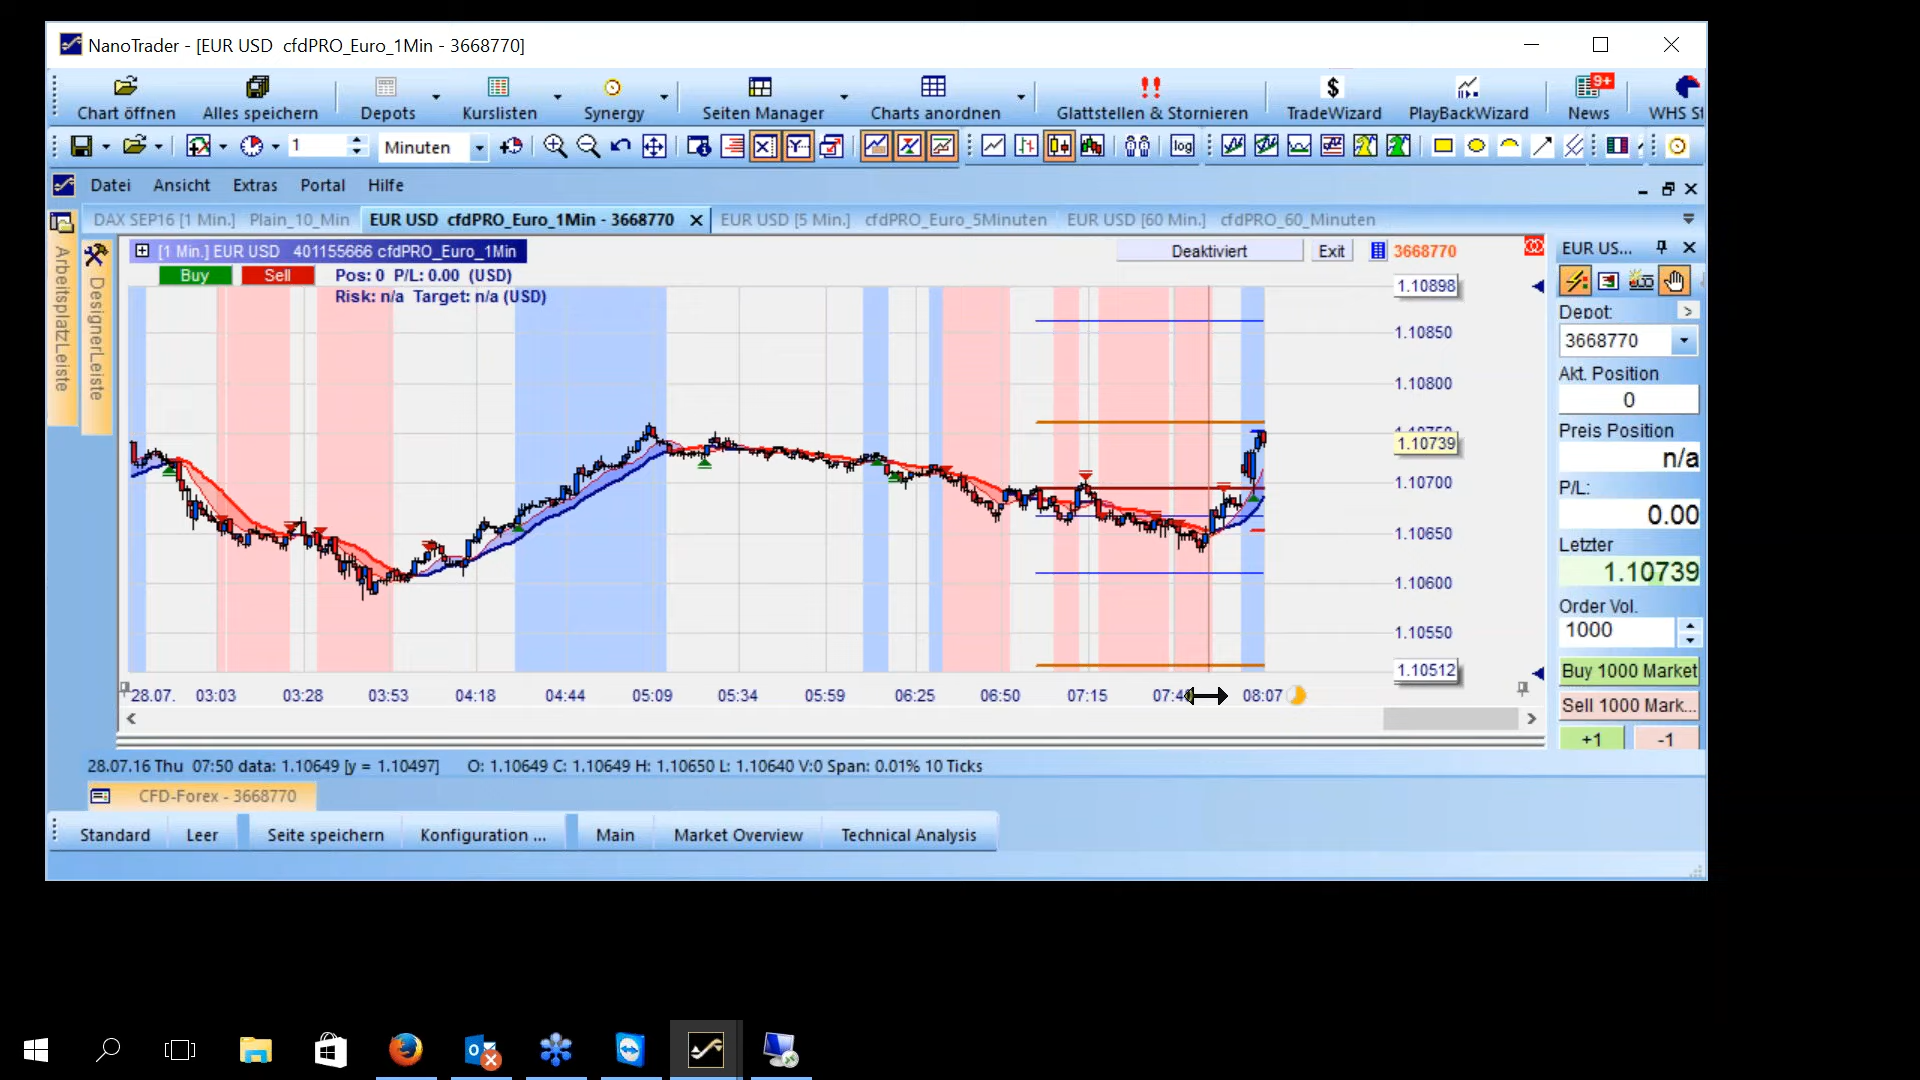 NanoTrader - [EUR USD  cfdPRO_Euro_1Min - 3668770]
Chart öffnen Alles speichern Depots Kurslisten Synergy Seiten Manager Charts anordnen Glattstellen & Stornieren TradeWizard PlayBackWizard 9+ News WHS St
1 Minuten log
Datei Ansicht Extras Portal Hilfe
DAX SEP16 [1 Min.] Plain_10_Min EUR USD cfdPRO_Euro_1Min - 3668770 EUR USD [5 Min.] cfdPRO_Euro_5Minuten EUR USD [60 Min.] cfdPRO_60_Minuten
ArbeitsplatzLeiste
DesignerLeiste
[1 Min.] EUR USD 401155666 cfdPRO_Euro_1Min Deaktiviert Exit 3668770
Buy Sell Pos: 0 P/L: 0.00 (USD)
Risk: n/a Target: n/a (USD)
1.10898
1.10850
1.10800
1.10739
1.10700
1.10650
1.10600
1.10550
1.10512
28.07. 03:03 03:28 03:53 04:18 04:44 05:09 05:34 05:59 06:25 06:50 07:15 08:07
EUR US...
Depot: >
3668770
Akt. Position
0
Preis Position
n/a
P/L:
0.00
Letzter
1.10739
Order Vol.
1000
Buy 1000 Market
Sell 1000 Mark...
+1 -1
28.07.16 Thu 07:50 data: 1.10649 [y = 1.10497] O: 1.10649 C: 1.10649 H: 1.10650 L: 1.10640 V:0 Span: 0.01% 10 Ticks
CFD-Forex - 3668770
Standard Leer Seite speichern Konfiguration ... Main Market Overview Technical Analysis